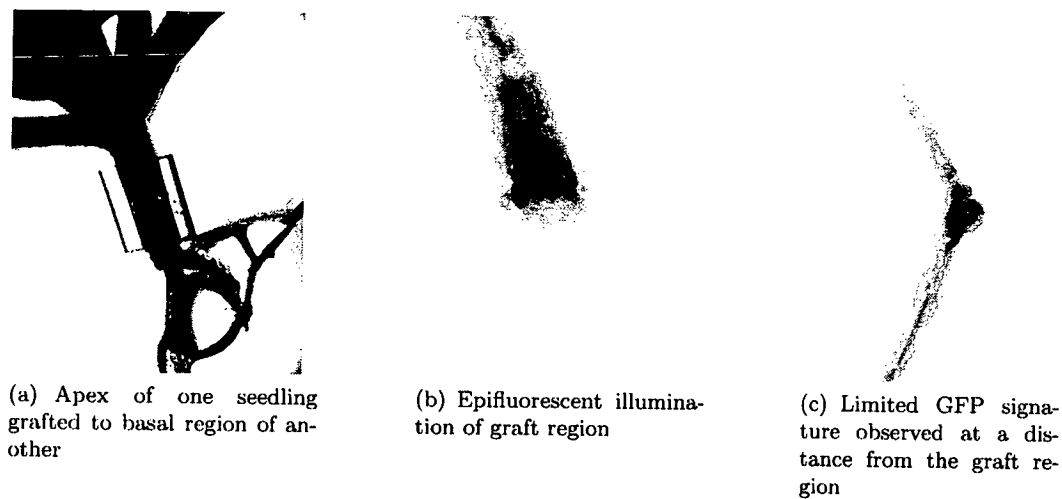 (a) Apex of one seedling
grafted to basal region of an-
other
(b) Epifluorescent illumina-
tion of graft region
(c) Limited GFP signa-
ture observed at a dis-
tance from the graft re-
gion